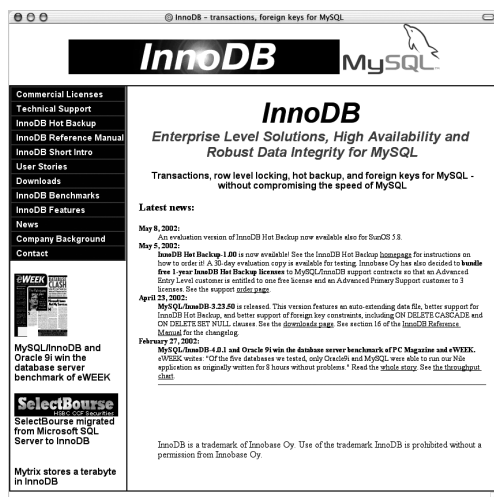 InnoDB - transactions, foreign keys for MySQL
InnoDB
MySQL
Commercial Licenses
Technical Support
InnoDB Hot Backup
InnoDB Reference Manual
InnoDB Short Intro
User Stories
Downloads
InnoDB Benchmarks
InnoDB Features
News
Company Background
Contact
eWEEK
CLASH
MySQL/InnoDB and
Oracle 9i win the
database server
benchmark of eWEEK
SelectBourse
HSBC CCF Securities
SelectBourse migrated
from Microsoft SQL
Server to InnoDB
Mytrix stores a terabyte
in InnoDB
InnoDB
Enterprise Level Solutions, High Availability and
Robust Data Integrity for MySQL
Transactions, row level locking, hot backup, and foreign keys for MySQL -
without compromising the speed of MySQL
Latest news:
May 8, 2002:
An evaluation version of InnoDB Hot Backup now available also for SunOS 5.8.
May 5, 2002:
InnoDB Hot Backup-1.00 is now available! See the InnoDB Hot Backup homepage for instructions on
how to order it! A 30-day evaluation copy is available for testing. Innobase Oy has also decided to bundle
free 1-year InnoDB Hot Backup licenses to MySQL/InnoDB support contracts so that an Advanced
Entry Level customer is entitled to one free license and an Advanced Primary Support customer to 3
licenses. See the support order page.
April 23, 2002:
MySQL/InnoDB-3.23.50 is released. This version features an auto-extending data file, better support for
InnoDB Hot Backup, and better support of foreign key constraints, including ON DELETE CASCADE and
ON DELETE SET NULL clauses. See the downloads page. See section 16 of the InnoDB Reference
Manual for the changelog.
February 27, 2002:
MySQL/InnoDB-4.0.1 and Oracle 9i win the database server benchmark of PC Magazine and eWEEK.
eWEEK writes: "Of the five databases we tested, only Oracle9i and MySQL were able to run our Nile
application as originally written for 8 hours without problems." Read the whole story. See the throughput
chart.
InnoDB is a trademark of Innobase Oy. Use of the trademark InnoDB is prohibited without a
permission from Innobase Oy.